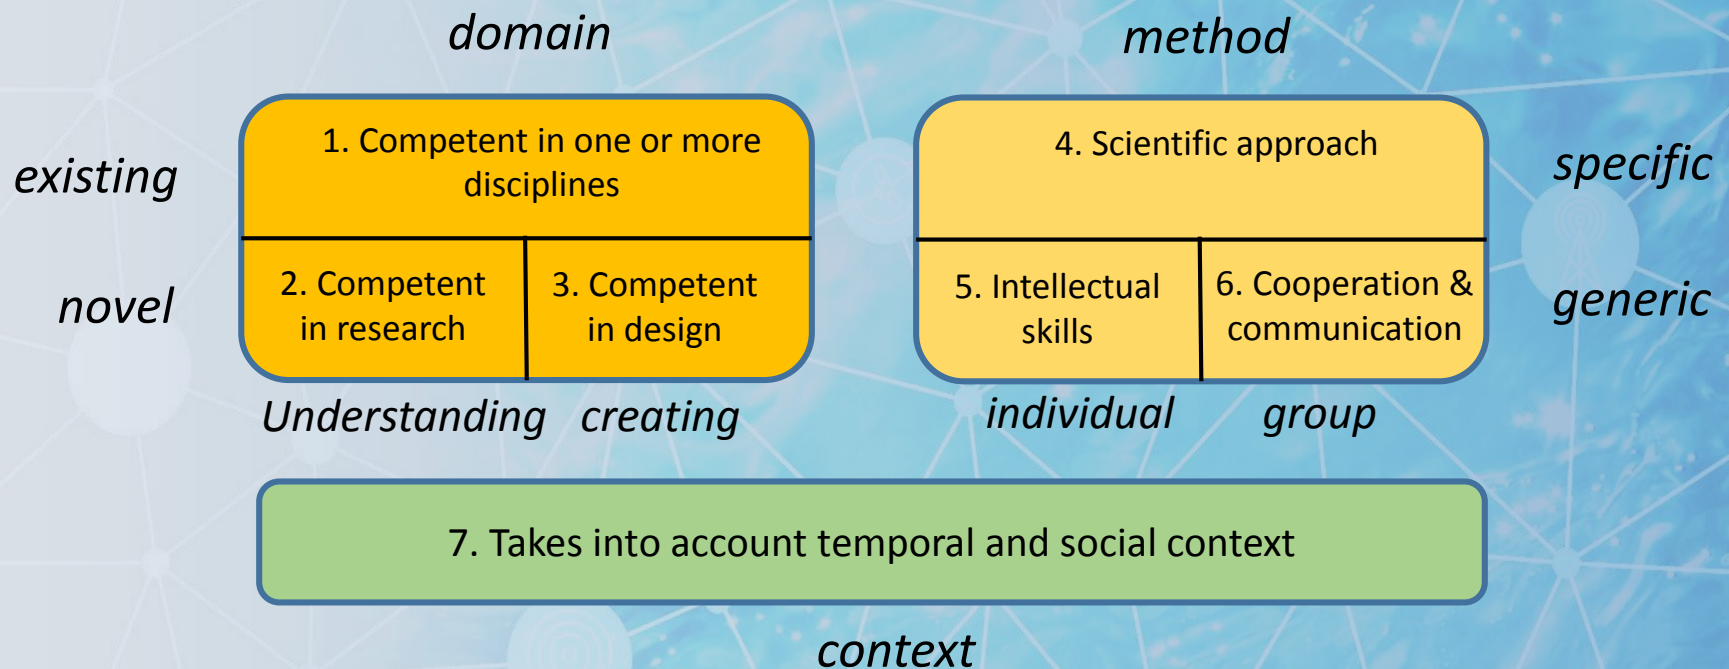 domain
method
existing
1. Competent in one or more
disciplines
4. Scientific approach
specific
novel
2. Competent
in research
3. Competent
in design
5. Intellectual
skills
6. Cooperation &
communication
generic
Understanding
creating
individual
group
7. Takes into account temporal and social context
context